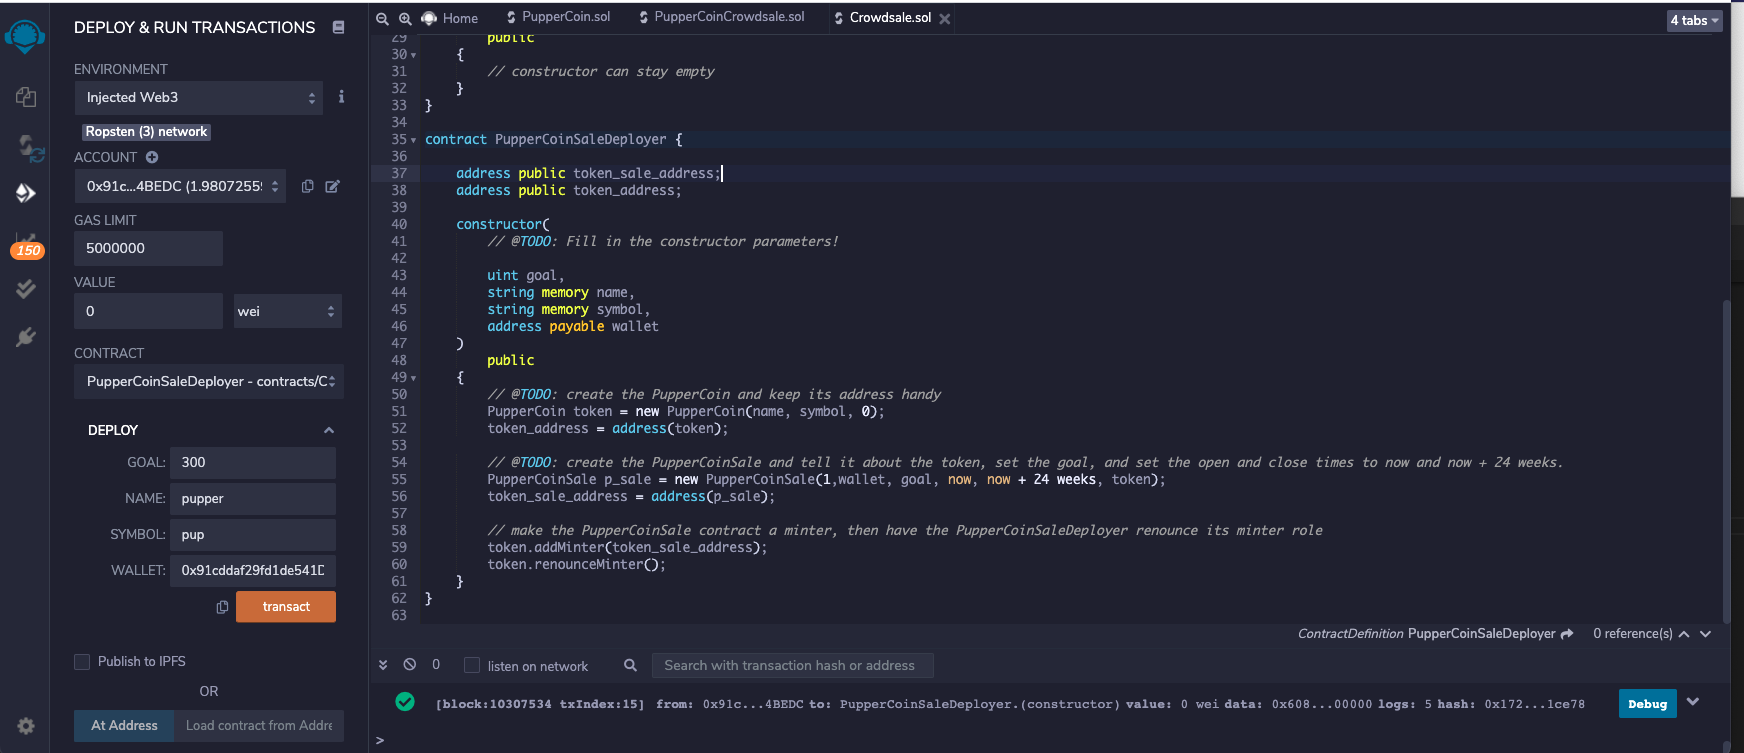 DEPLOY & RUN TRANSACTIONS
ENVIRONMENT
Injected Web3
Ropsten (3) network
ACCOUNT
0x91c...4BEDC (1.9807255
GAS LIMIT
5000000
VALUE
0
wei
CONTRACT
PupperCoinSaleDeployer - contracts/C
DEPLOY
GOAL: 300
NAME: pupper
SYMBOL: pup
WALLET: 0x91cddaf29fd1de541D
transact
Publish to IPFS
OR
At Address
Load contract from Addre
150
Home
PupperCoin.sol
PupperCoinCrowdsale.sol
Crowdsale.sol
4 tabs
29 public
30 {
31 // constructor can stay empty
32 }
33 }
34
35 contract PupperCoinSaleDeployer {
36
37 address public token_sale_address;
38 address public token_address;
39
40 constructor(
41 // @TODO: Fill in the constructor parameters!
42
43 uint goal,
44 string memory name,
45 string memory symbol,
46 address payable wallet
47 )
48 public
49 {
50 // @TODO: create the PupperCoin and keep its address handy
51 PupperCoin token = new PupperCoin(name, symbol, 0);
52 token_address = address(token);
53
54 // @TODO: create the PupperCoinSale and tell it about the token, set the goal, and set the open and close times to now and now + 24 weeks.
55 PupperCoinSale p_sale = new PupperCoinSale(1,wallet, goal, now, now + 24 weeks, token);
56 token_sale_address = address(p_sale);
57
58 // make the PupperCoinSale contract a minter, then have the PupperCoinSaleDeployer renounce its minter role
59 token.addMinter(token_sale_address);
60 token.renounceMinter();
61 }
62 }
63
ContractDefinition PupperCoinSaleDeployer 0 reference(s)
0
listen on network
Search with transaction hash or address
[block:10307534 txIndex:15] from: 0x91c...4BEDC to: PupperCoinSaleDeployer.(constructor) value: 0 wei data: 0x608...00000 logs: 5 hash: 0x172...1ce78
Debug
>